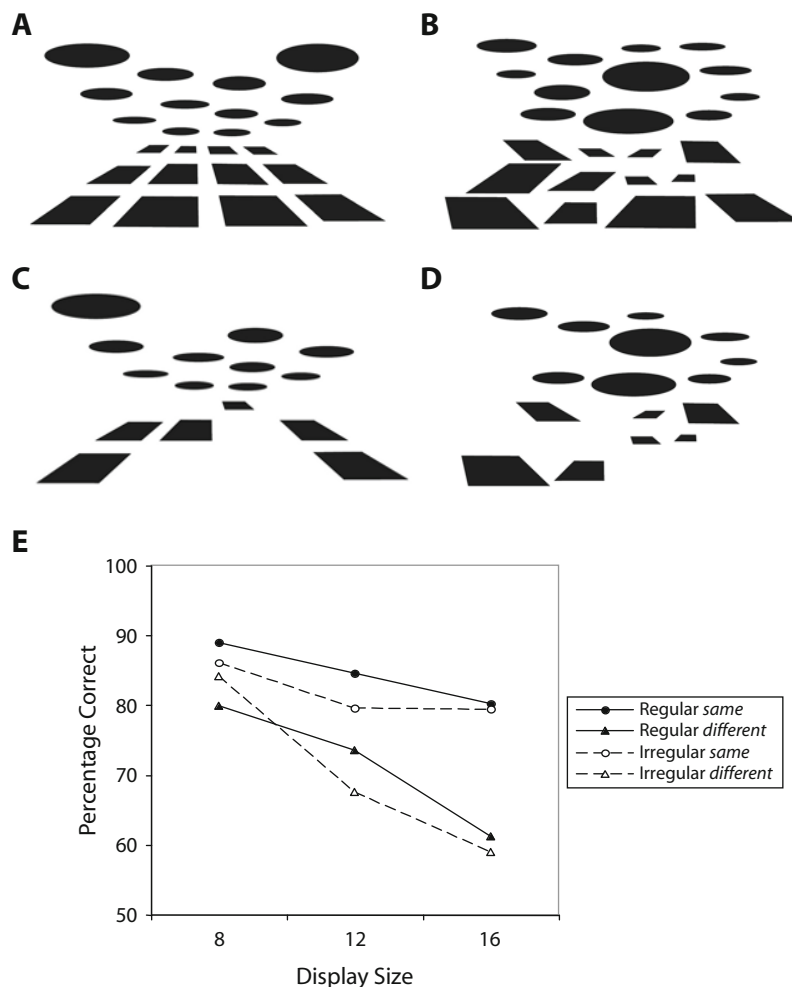 A
B
C
D
E
100
90
80
70
60
50
Percentage Correct
8 12 16
Display Size
Regular same
Regular different
Irregular same
Irregular different